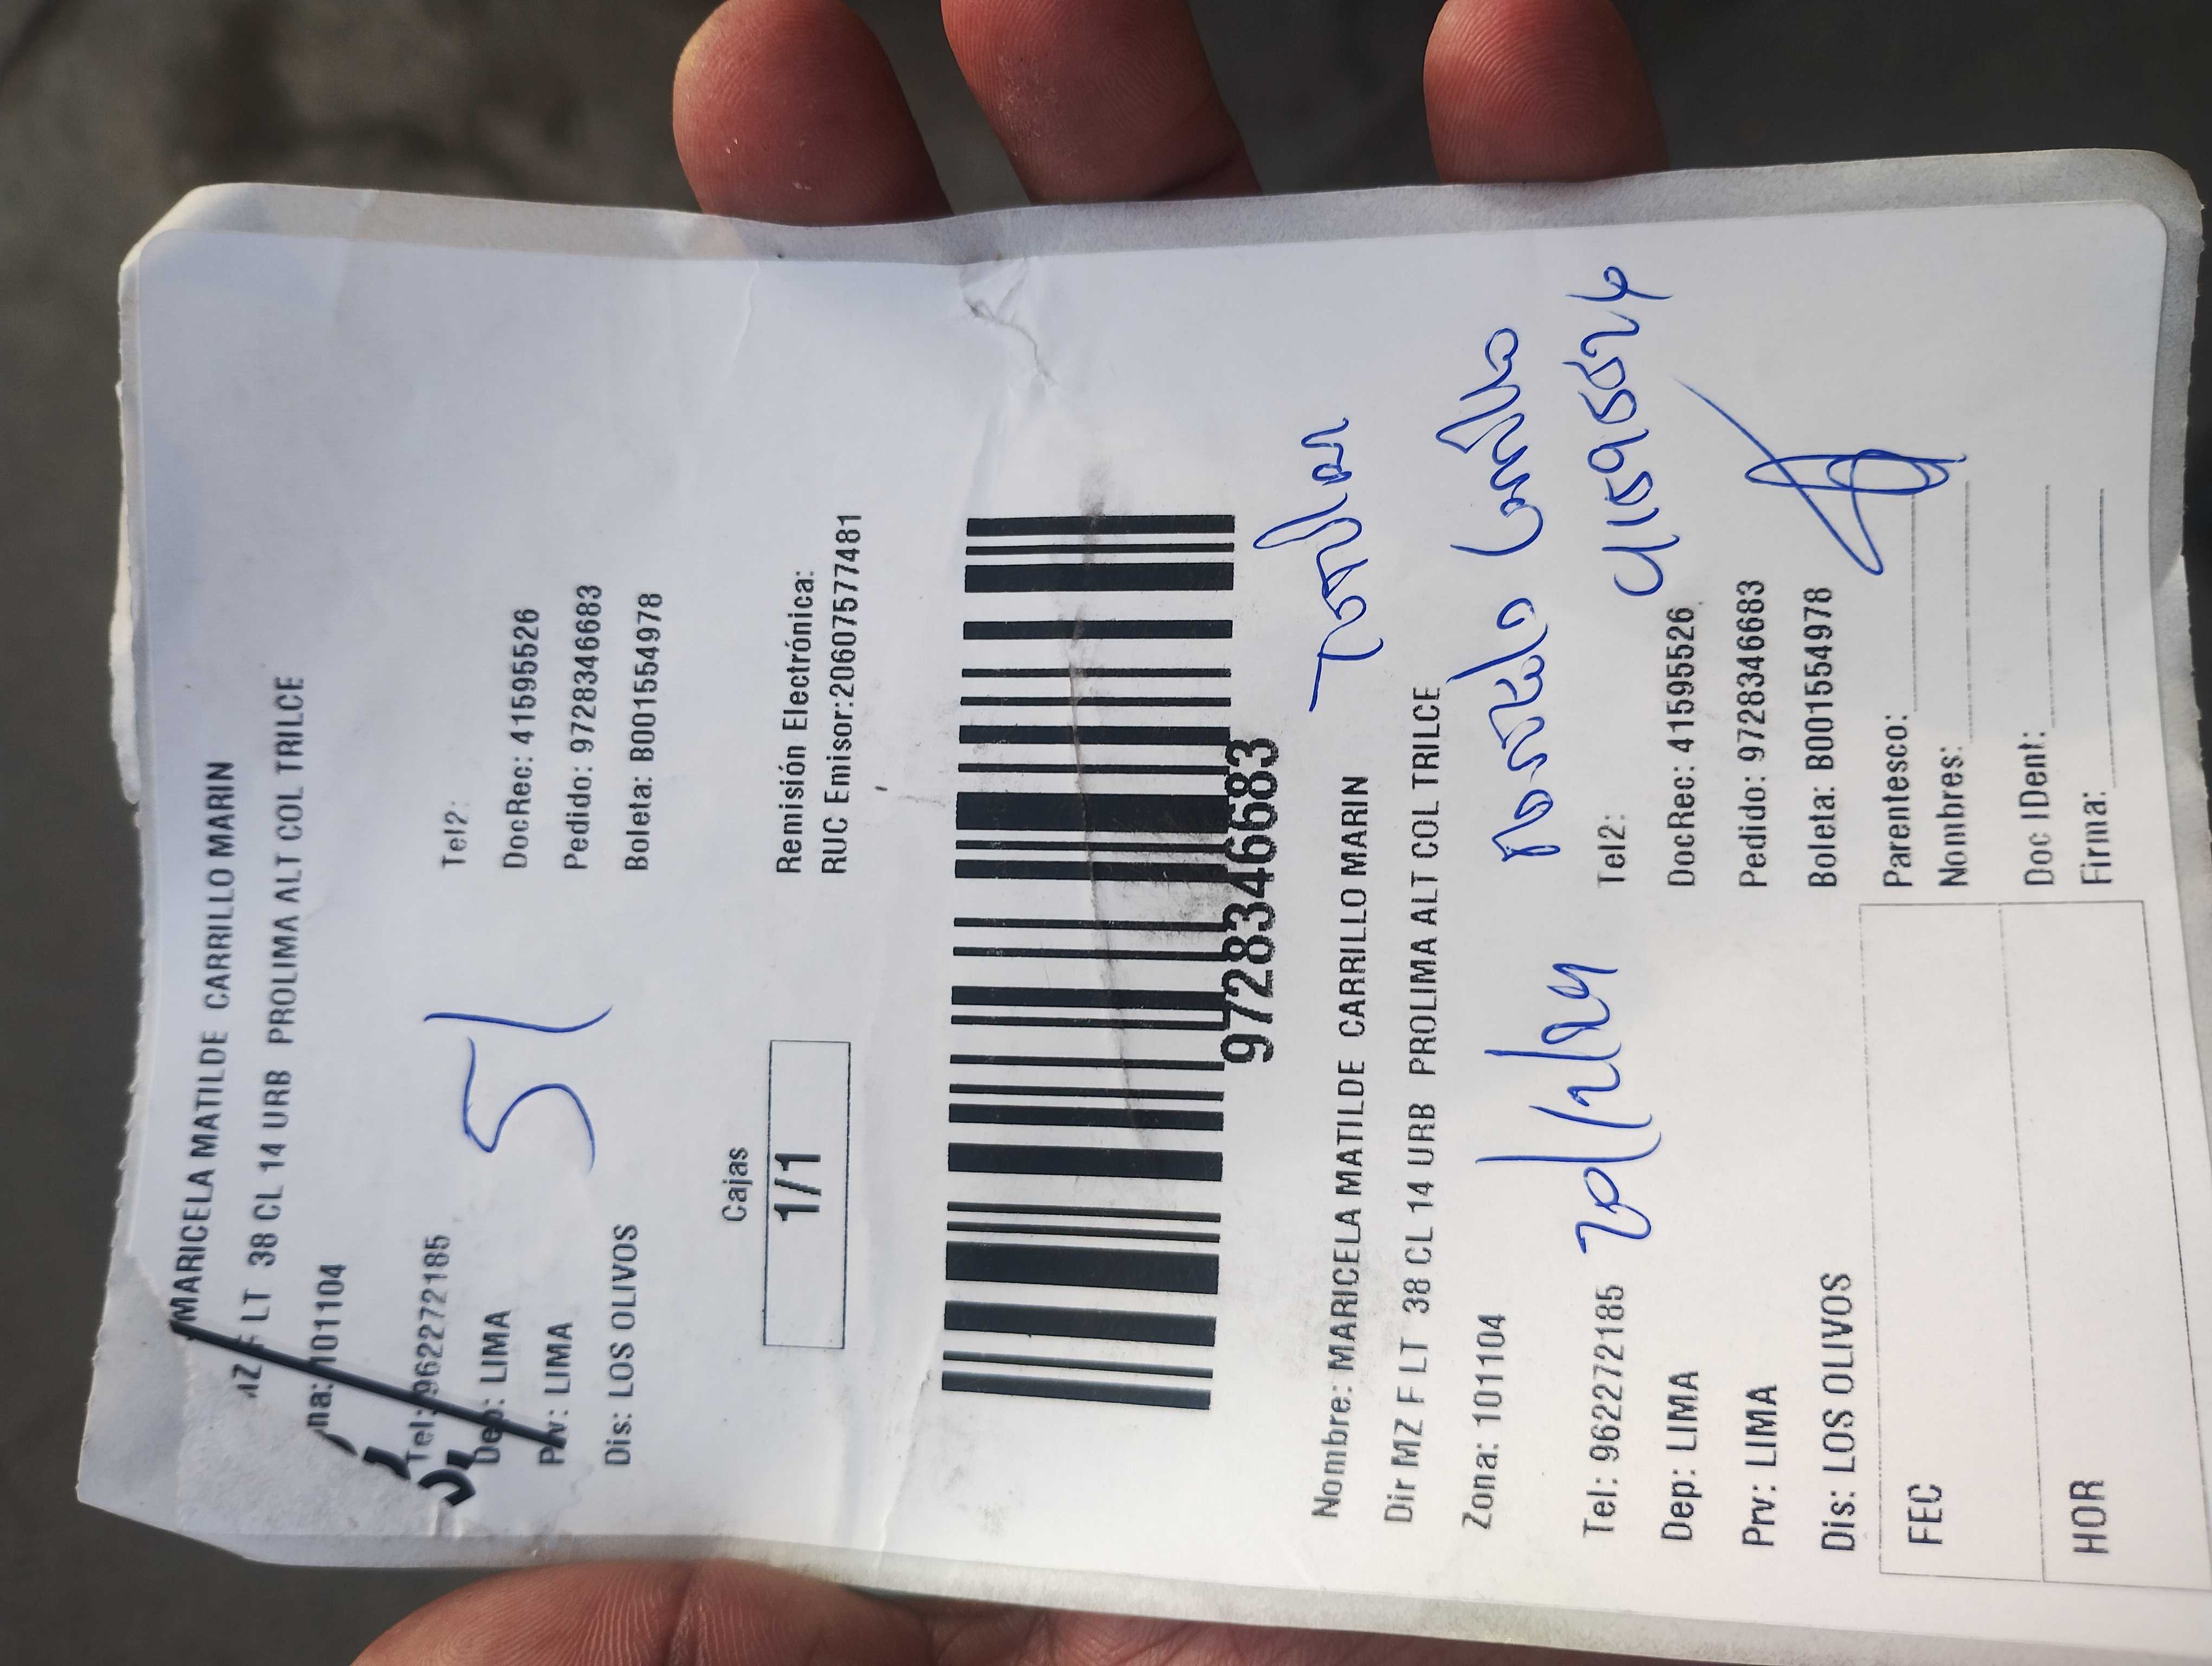 MARICELA MATILDE CARRILLO MARIN
MZ F LT 38 CL 14 URB PROLIMA ALT COL TRILCE
na: 101104
Tel: 962272185
Tel2:
Dep: LIMA
DocRec: 41595526
Prv: LIMA
Pedido: 9728346683
Dis: LOS OLIVOS
Boleta: B001554978
51
Cajas
1/1
Remisión Electrónica:
RUC Emisor:20607577481
9728346683
Titular
Nombre: MARICELA MATILDE CARRILLO MARIN
Dir MZ F LT 38 CL 14 URB PROLIMA ALT COL TRILCE
Zona: 101104
Carrillo
Tel: 962272185
Tel2:
41595526
Dep: LIMA
DocRec: 41595526
Prv: LIMA
Pedido: 9728346683
Dis: LOS OLIVOS
Boleta: B001554978
FEC
Parentesco:
Nombres:
HOR
Doc IDent:
Firma: